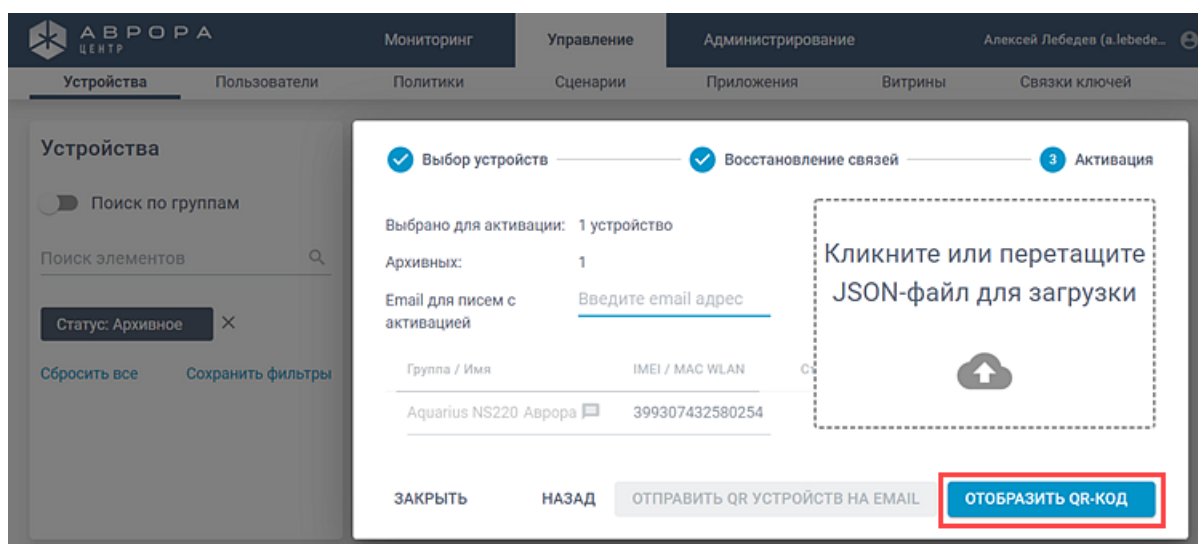 АВРОРА
ЦЕНТР
Мониторинг Управление Администрирование Алексей Лебедев (a.lebede...
Устройства Пользователи Политики Сценарии Приложения Витрины Связки ключей
Устройства
Поиск по группам
Поиск элементов
Статус: Архивное
Сбросить все Сохранить фильтры
Выбор устройств Восстановление связей 3 Активация
Выбрано для активации: 1 устройство
Архивных: 1
Email для писем с
активацией
Введите email адрес
Кликните или перетащите
JSON-файл для загрузки
Группа / Имя IMEI / MAC WLAN
Aquarius NS220 Аврора 399307432580254
ЗАКРЫТЬ НАЗАД ОТПРАВИТЬ QR УСТРОЙСТВ НА EMAIL ОТОБРАЗИТЬ QR-КОД